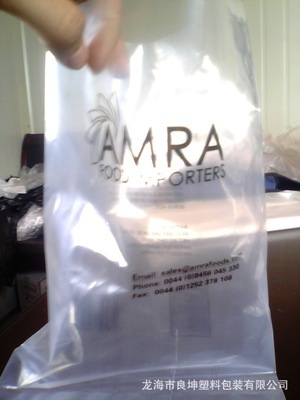 AMRA
FOOD IMPORTERS
Email: sales@amrafoods.co
Phone: 0044 (0)8456 045 330
Fax: 0044 (0)1252 378 108
龙海市良坤塑料包装有限公司